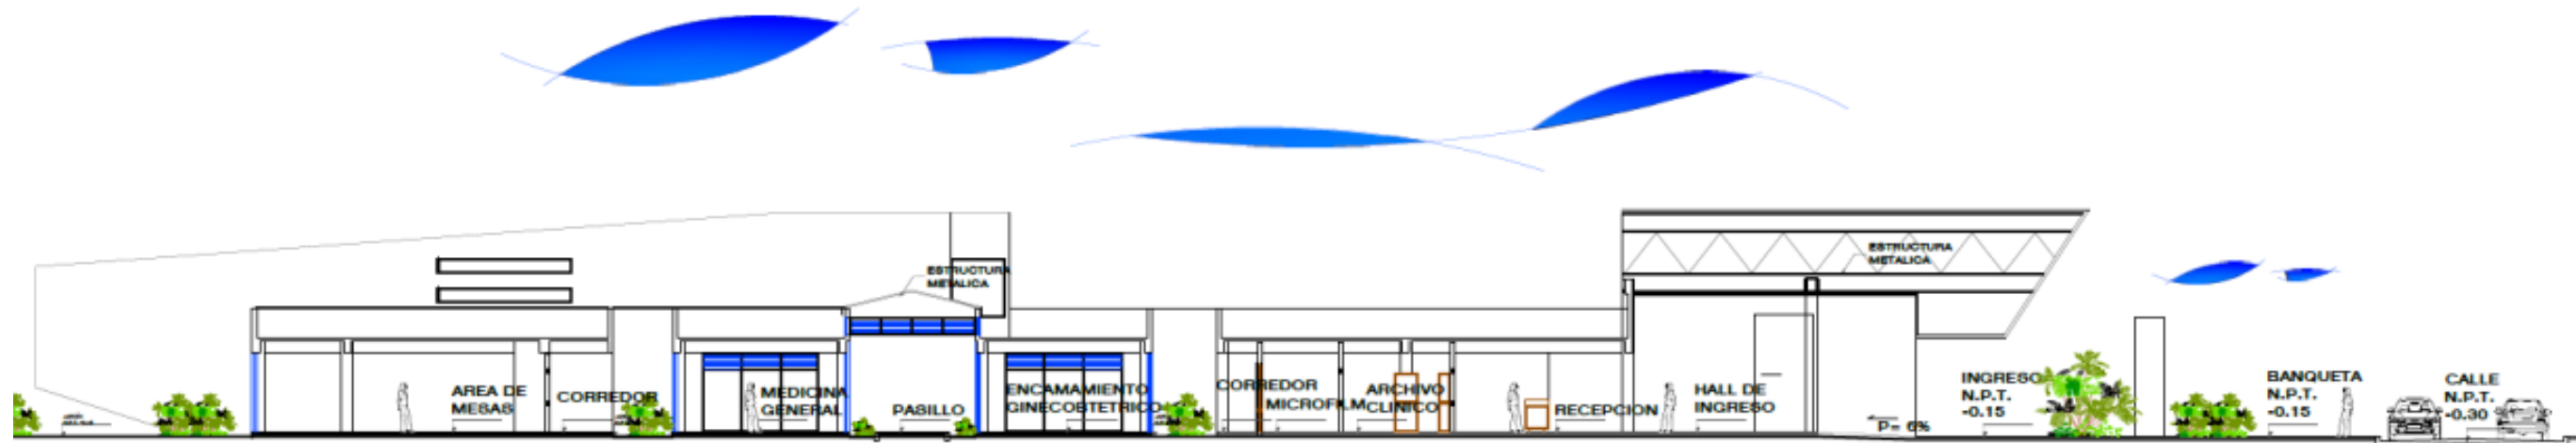 ESTRUCTURA
METALICA
ESTRUCTURA
METALICA
AREA DE
MESAS
CORREDOR
MEDICINA
GENERAL
PASILLO
ENCAMAMIENTO
GINECOBTETRICO
CORREDOR
MICROFILM
ARCHIVO
CLINICO
RECEPCION
HALL DE
INGRESO
P= 6%
INGRESO
N.P.T.
-0.15
BANQUETA
N.P.T.
-0.15
CALLE
N.P.T.
-0.30